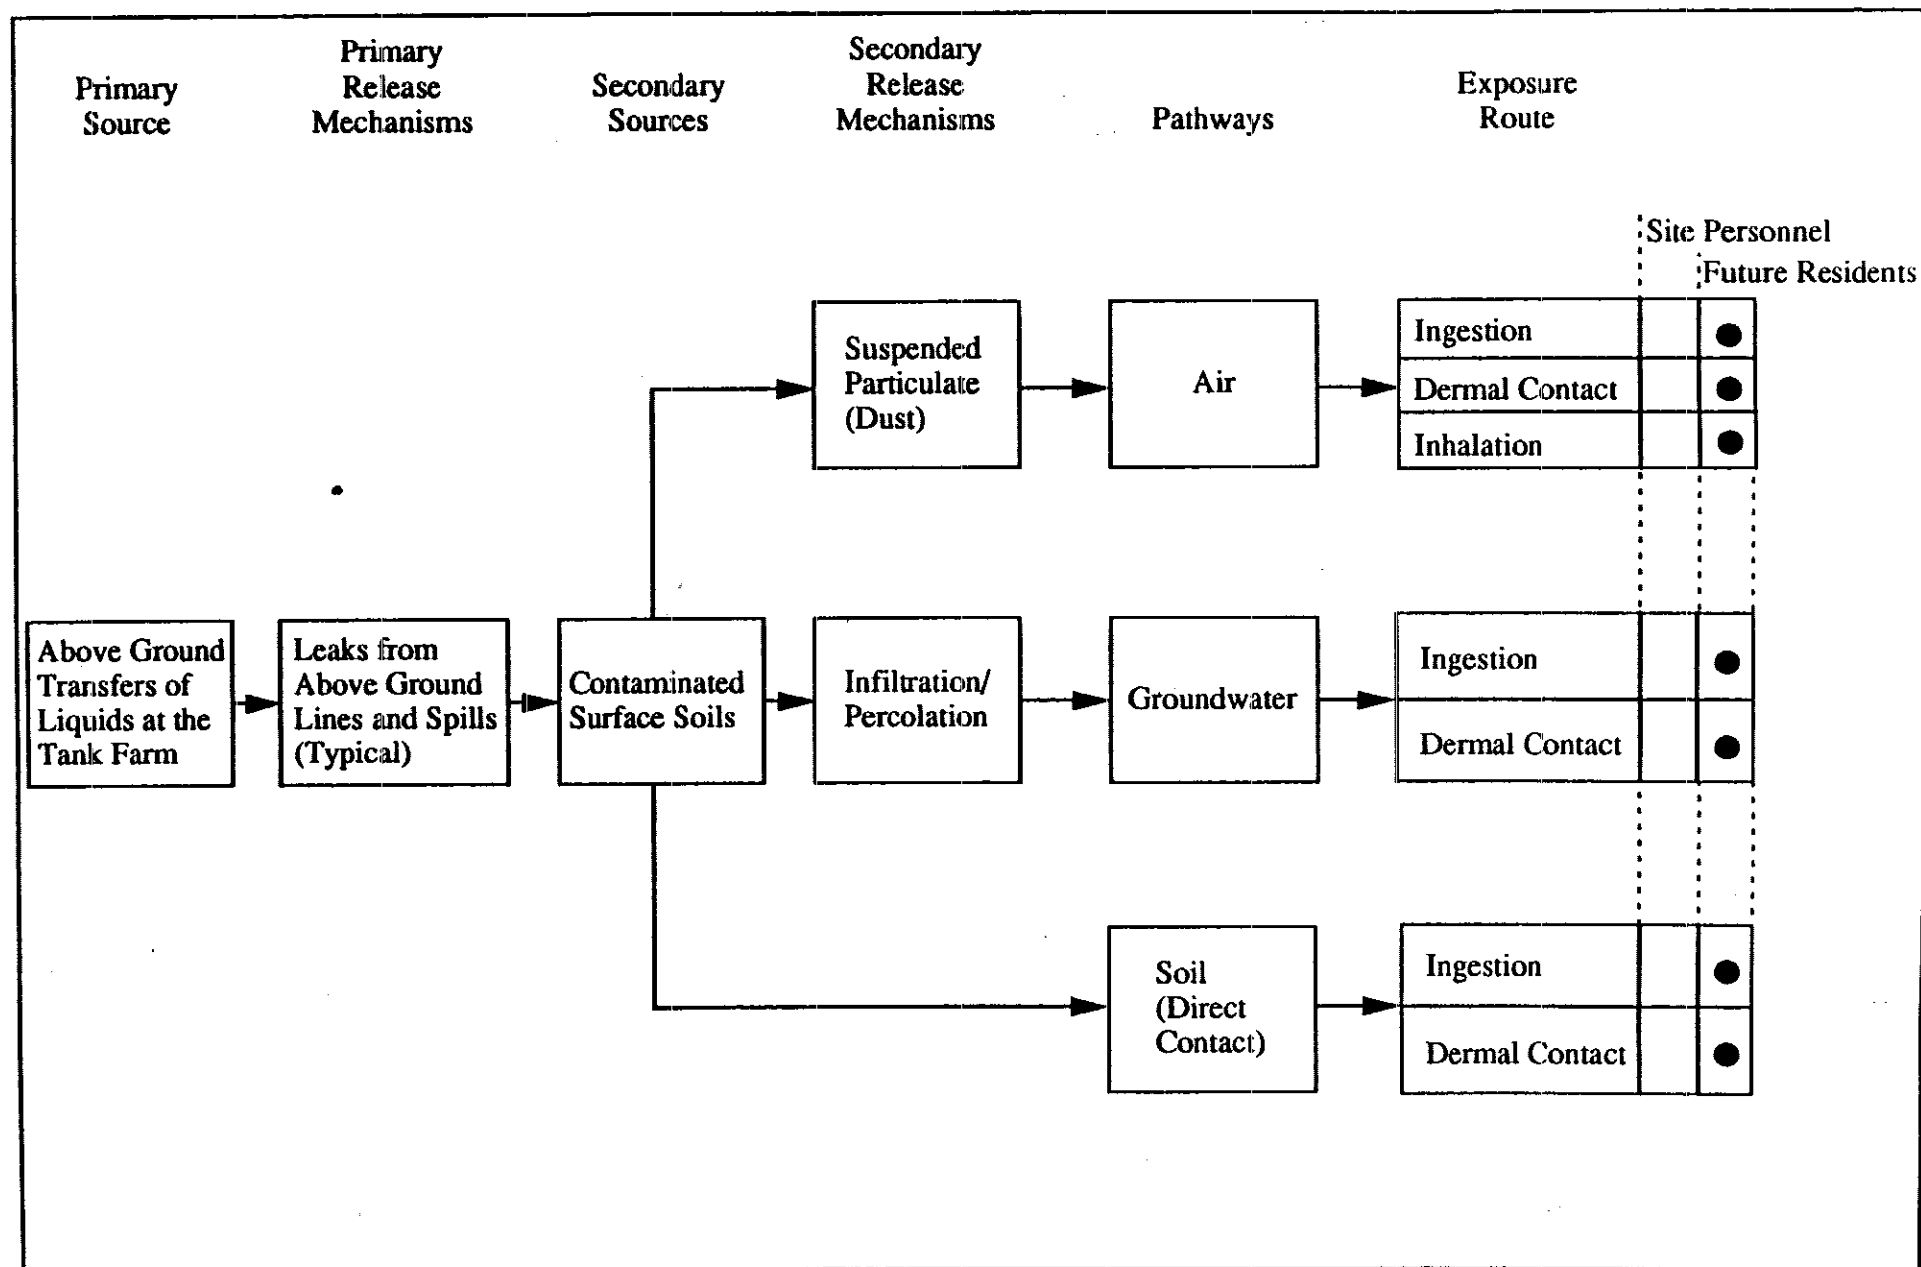 Primary
Source
Primary
Release
Mechanisms
Secondary
Sources
Secondary
Release
Mechanisms
Pathways
Exposure
Route
Site Personnel
Future Residents
Suspended
Particulate
(Dust)
Air
Ingestion
Dermal Contact
Inhalation
Above Ground
Transfers of
Liquids at the
Tank Farm
Leaks from
Above Ground
Lines and Spills
(Typical)
Contaminated
Surface Soils
Infiltration/
Percolation
Groundwater
Ingestion
Dermal Contact
Soil
(Direct
Contact)
Ingestion
Dermal Contact